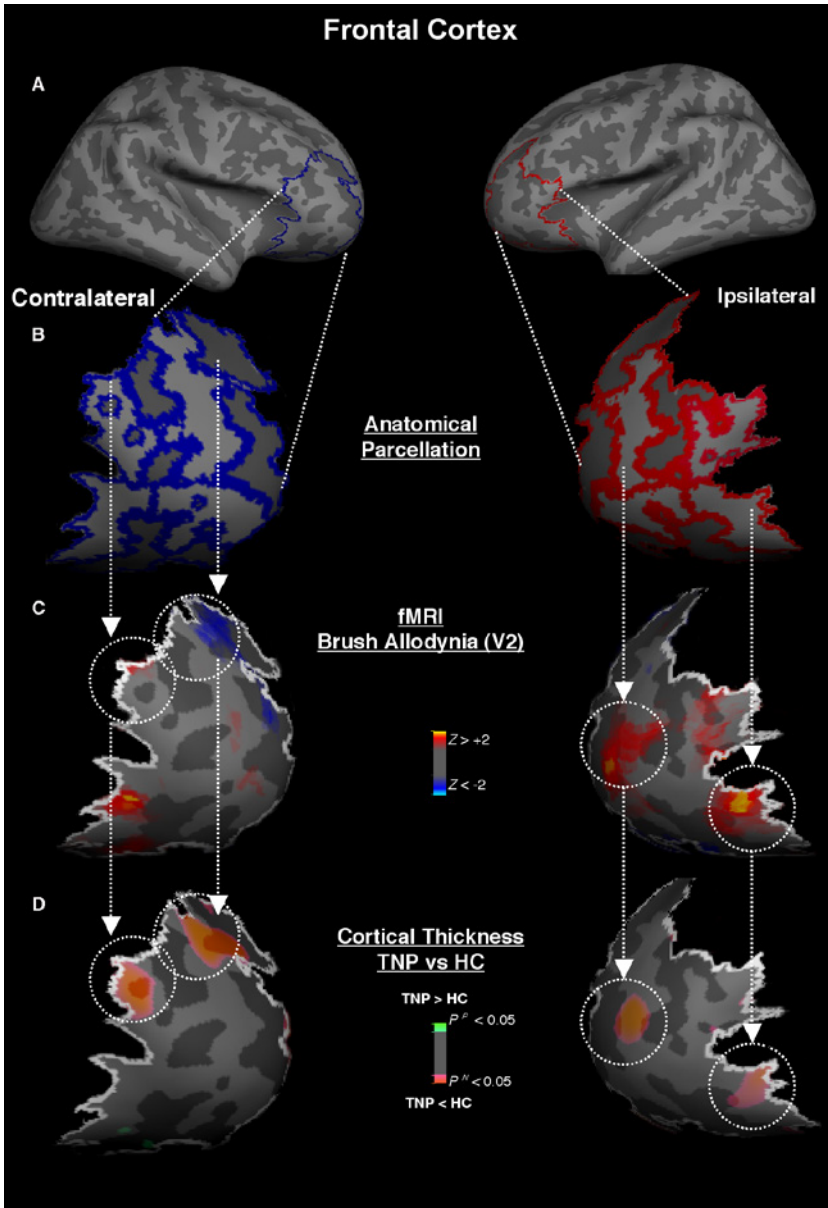 Frontal Cortex
A
Contralateral
Ipsilateral
B
Anatomical
Parcellation
C
fMRI
Brush Allodynia (V2)
Z > +2
Z < -2
D
Cortical Thickness
TNP vs HC
TNP > HC
P^P < 0.05
P^N < 0.05
TNP < HC